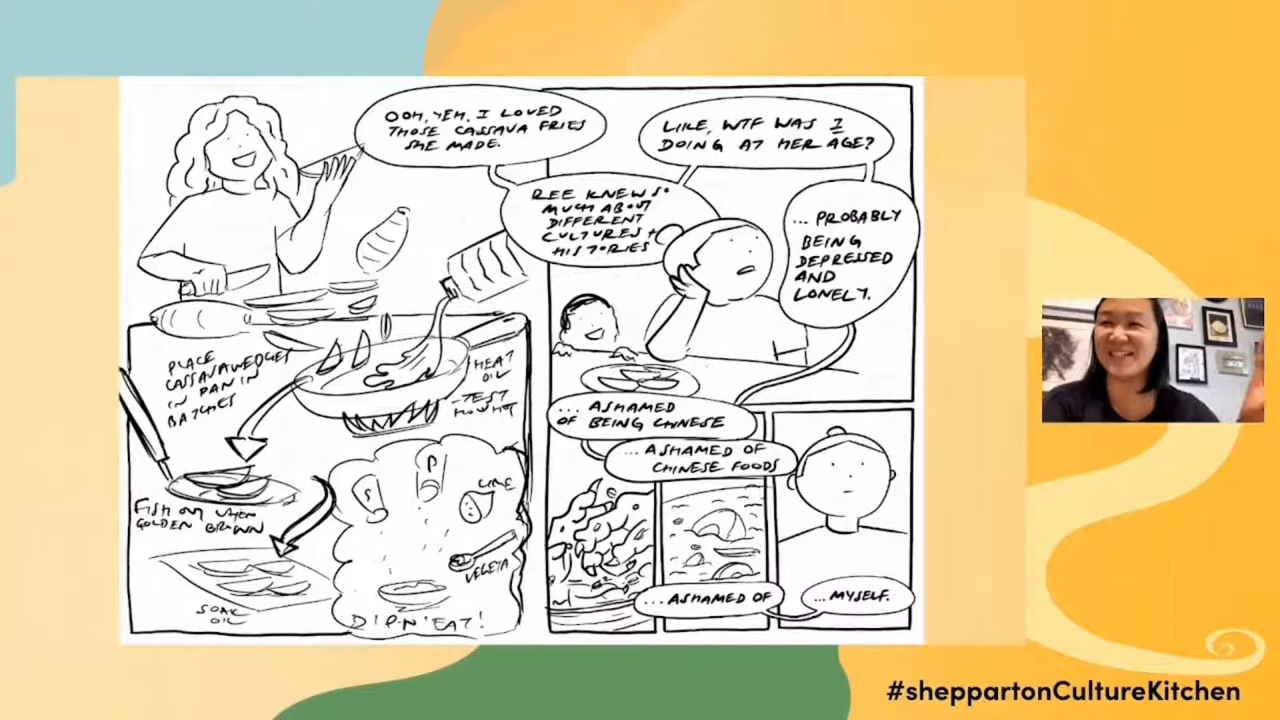 OOH, YEH, I LOVED
THOSE CASSAVA FRIES
SHE MADE.
REE KNEW SO
MUCH ABOUT
DIFFERENT
CULTURES +
HISTORIES
LIKE, WTF WAS I
DOING AT HER AGE?
... PROBABLY
BEING
DEPRESSED
AND
LONELY.
PLACE
CASSAVA WEDGES
IN PAN IN
BATCHES
HEAT
OIL
- TEST
HOW HOT
FISH OUT WHEN
GOLDEN BROWN
SOAK
OIL
S
P
LIME
VEGETA
DIP 'N' EAT!
... ASHAMED
OF BEING CHINESE
... ASHAMED OF
CHINESE FOODS
... ASHAMED OF
... MYSELF.
#sheppartonCultureKitchen